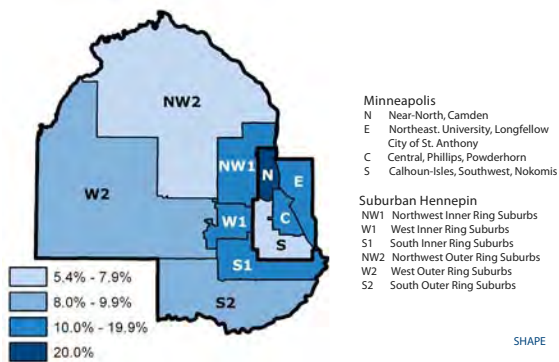 NW2
W2
NW1
N
E
W1
C
S
S1
S2
5.4% - 7.9%
8.0% - 9.9%
10.0% - 19.9%
20.0%
Minneapolis
N Near-North, Camden
E Northeast. University, Longfellow
City of St. Anthony
C Central, Phillips, Powderhorn
S Calhoun-Isles, Southwest, Nokomis
Suburban Hennepin
NW1 Northwest Inner Ring Suburbs
W1 West Inner Ring Suburbs
S1 South Inner Ring Suburbs
NW2 Northwest Outer Ring Suburbs
W2 West Outer Ring Suburbs
S2 South Outer Ring Suburbs
SHAPE